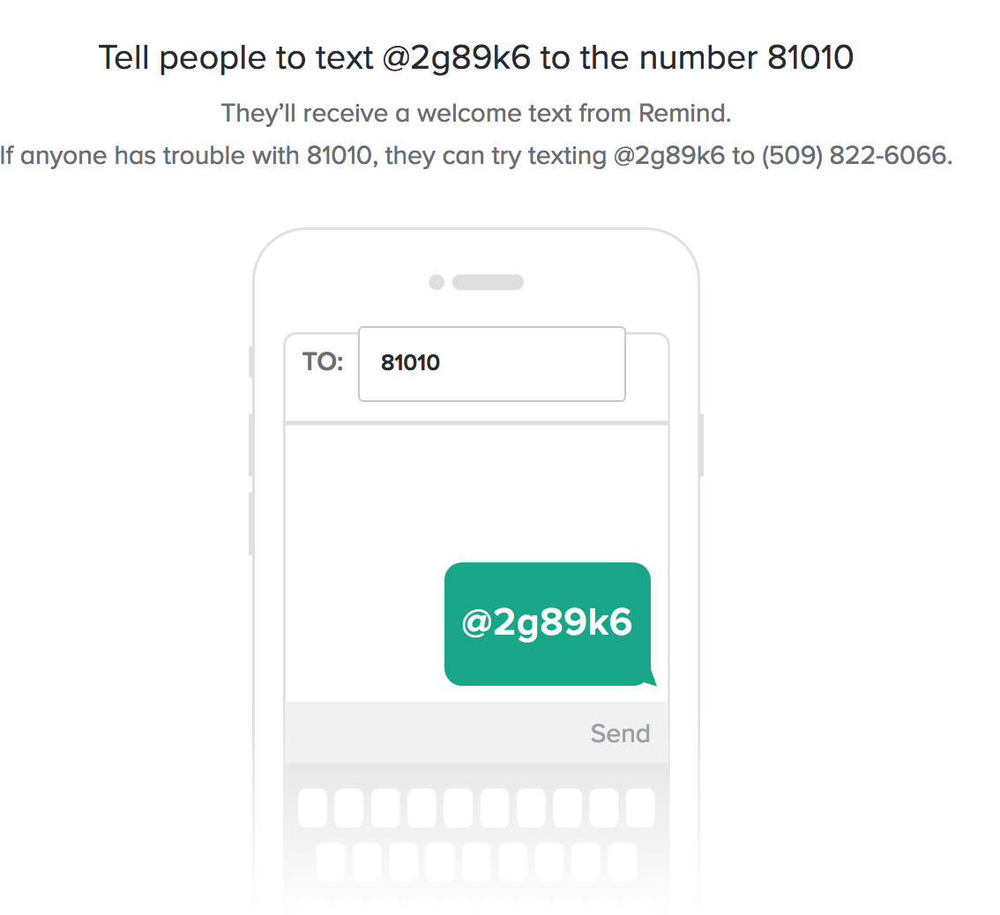 Tell people to text @2g89k6 to the number 81010
They’ll receive a welcome text from Remind.
If anyone has trouble with 81010, they can try texting @2g89k6 to (509) 822-6066.
TO: 81010
@2g89k6
Send